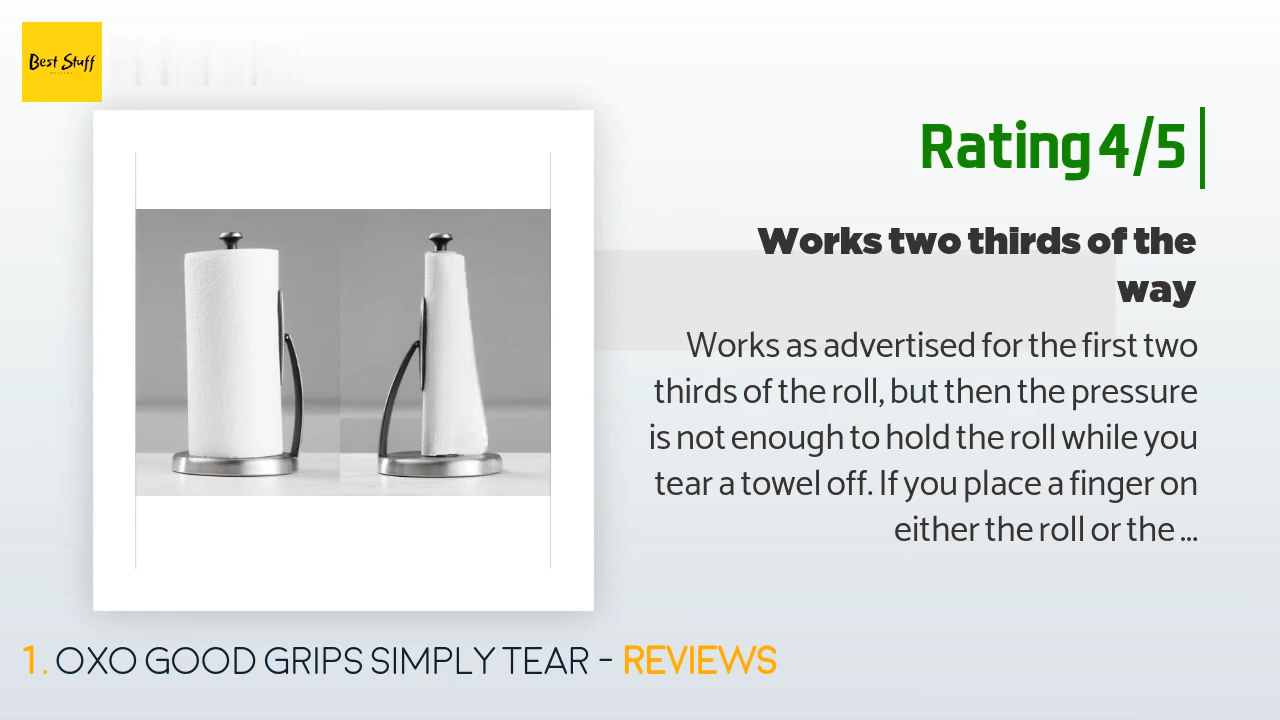 Best Stuff
Rating 4/5
Works two thirds of the
way
Works as advertised for the first two
thirds of the roll, but then the pressure
is not enough to hold the roll while you
tear a towel off. If you place a finger on
either the roll or the ...
1. OXO GOOD GRIPS SIMPLY TEAR - REVIEWS